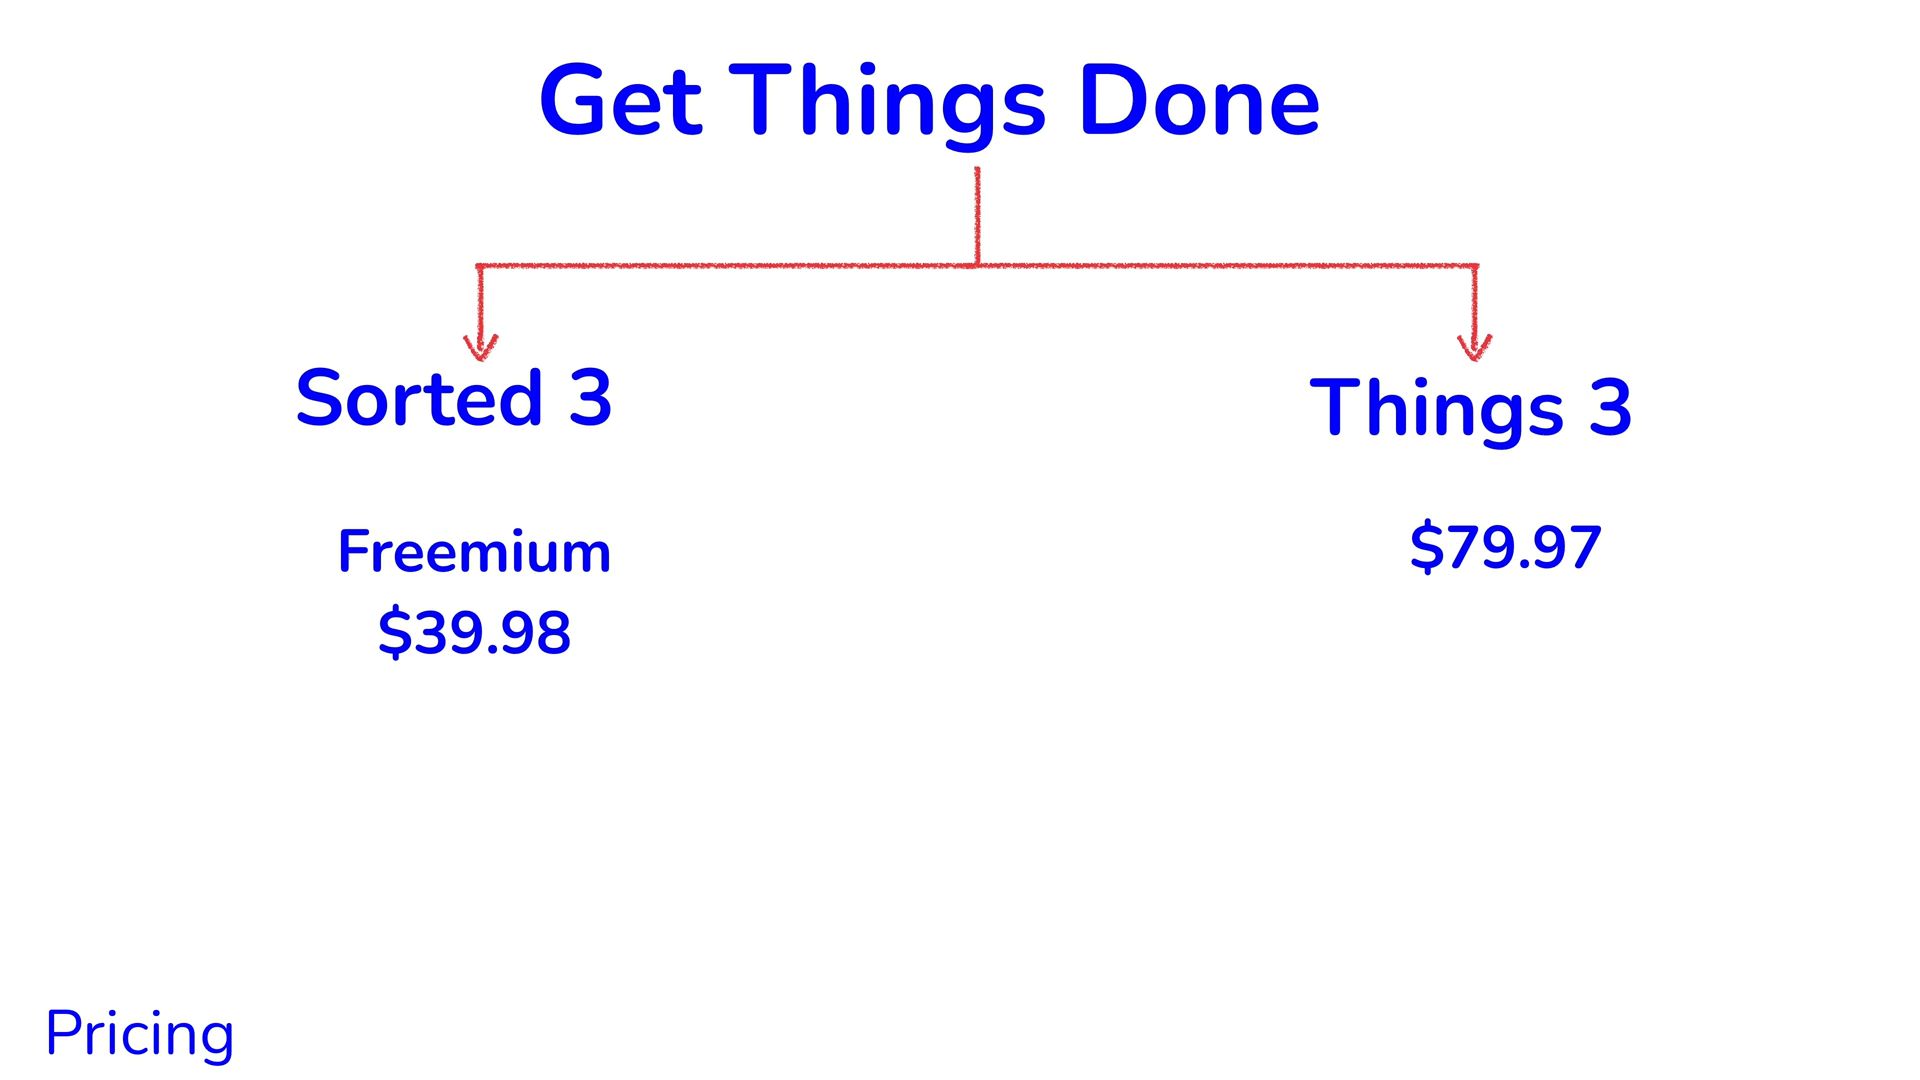 Get Things Done
Sorted 3
Things 3
Freemium
$39.98
$79.97
Pricing